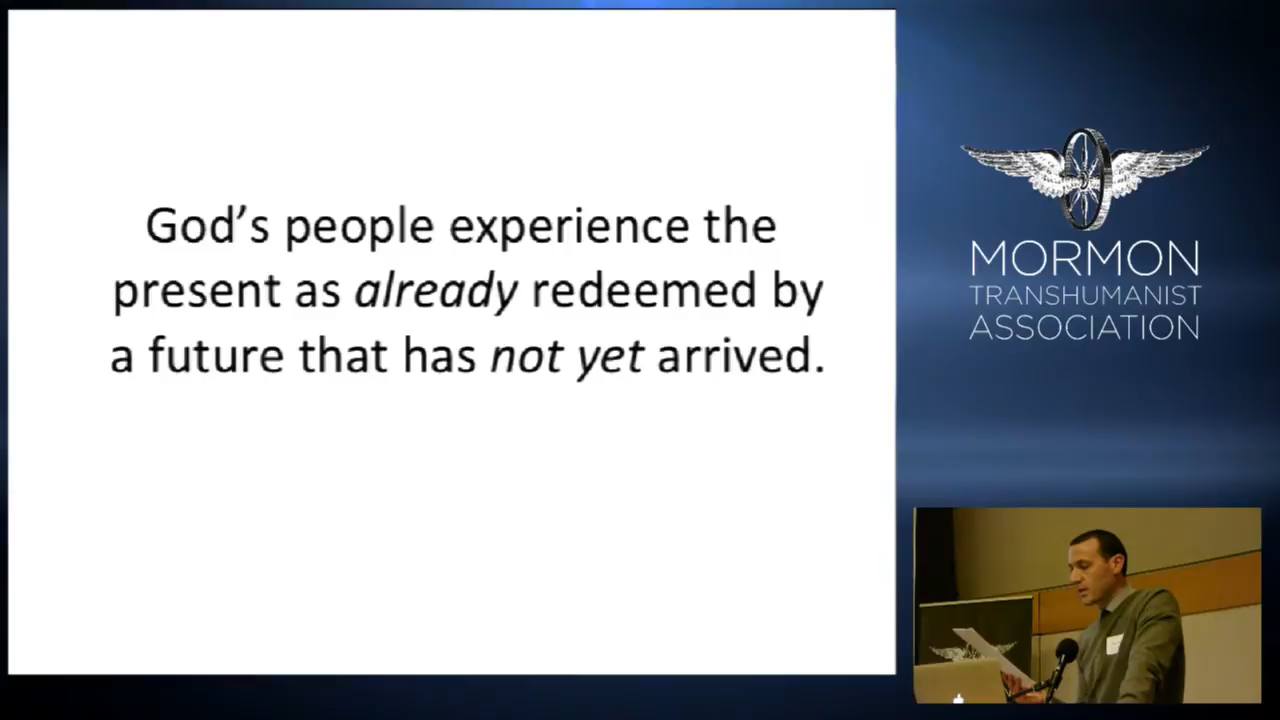 God’s people experience the
present as already redeemed by
a future that has not yet arrived.
MORMON
TRANSHUMANIST
ASSOCIATION